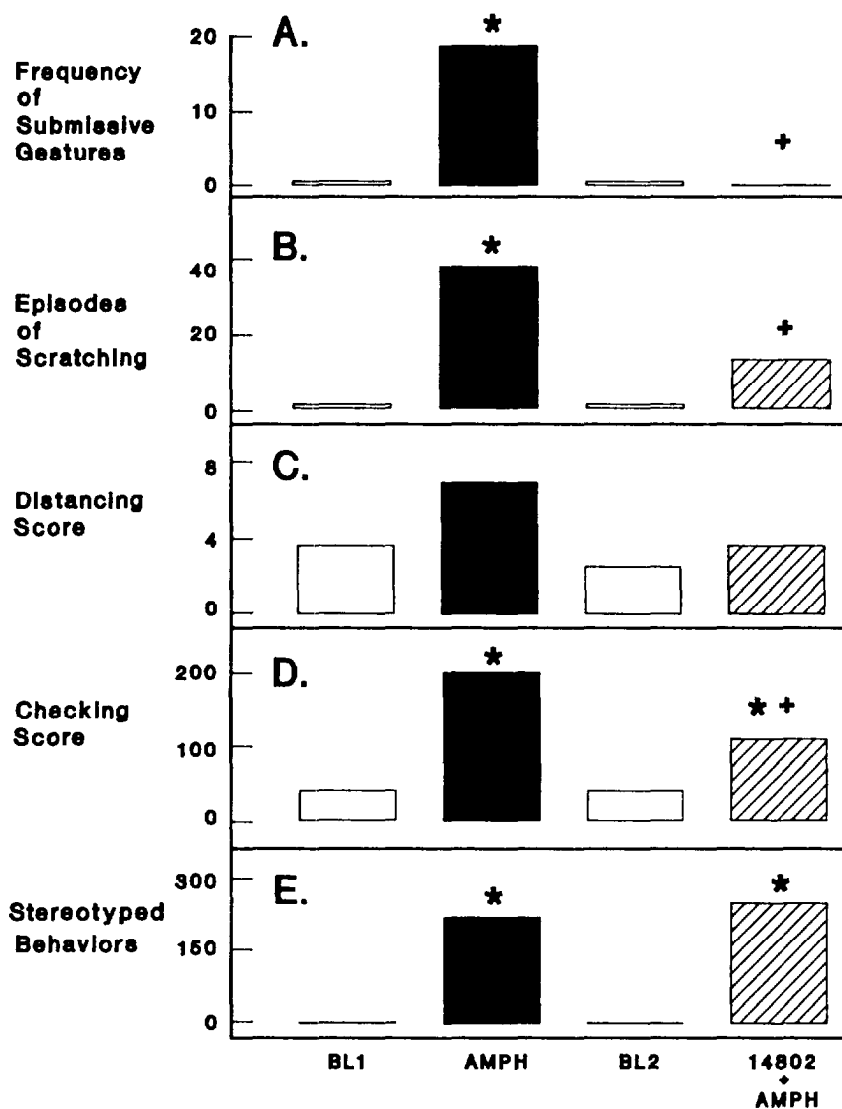 A.
*
Frequency
of
Submissive
Gestures
20
10
0
+
B.
*
Episodes
of
Scratching
40
20
0
+
C.
Distancing
Score
8
4
0
D.
*
Checking
Score
200
100
0
* +
E.
*
*
Stereotyped
Behaviors
300
150
0
BL1 AMPH BL2 14802
+
AMPH